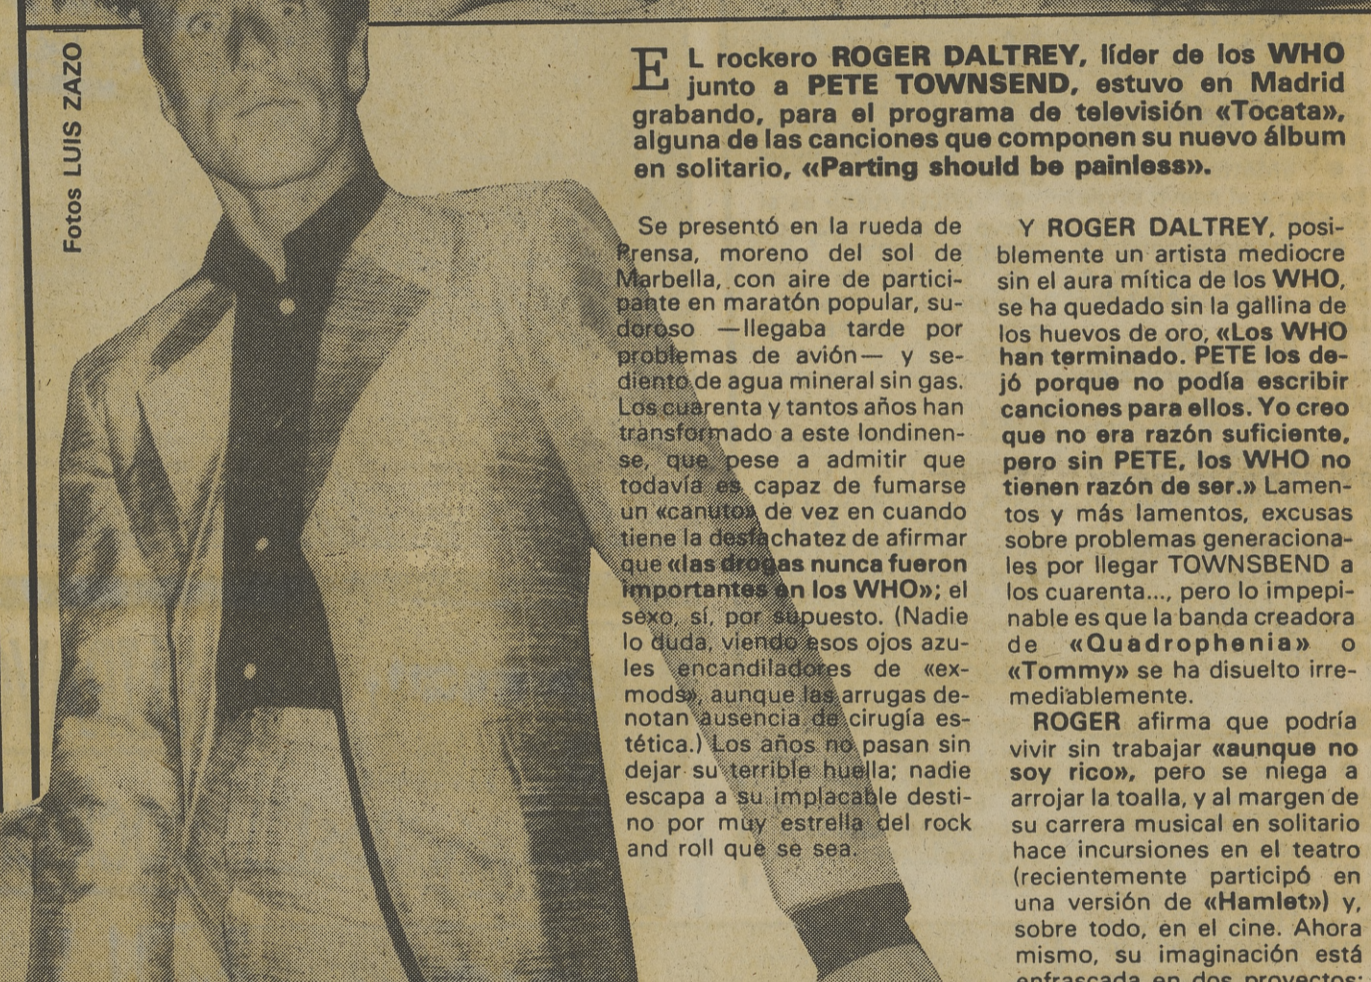 Fotos LUIS ZAZO
EL rockero ROGER DALTREY, líder de los WHO
junto a PETE TOWNSEND, estuvo en Madrid
grabando, para el programa de televisión «Tocata»,
alguna de las canciones que componen su nuevo álbum
en solitario, «Parting should be painless».
Se presentó en la rueda de
Prensa, moreno del sol de
Marbella, con aire de partici-
pante en maratón popular, su-
doroso —llegaba tarde por
problemas de avión— y se-
diento de agua mineral sin gas.
Los cuarenta y tantos años han
transformado a este londinen-
se, que pese a admitir que
todavía es capaz de fumarse
un «canuto» de vez en cuando
tiene la desfachatez de afirmar
que «las drogas nunca fueron
importantes en los WHO»; el
sexo, sí, por supuesto. (Nadie
lo duda, viendo esos ojos azu-
les encandiladores de «ex-
mods», aunque las arrugas de-
notan ausencia de cirugía es-
tética.) Los años no pasan sin
dejar su terrible huella; nadie
escapa a su implacable desti-
no por muy estrella del rock
and roll que se sea.
Y ROGER DALTREY, posi-
blemente un artista mediocre
sin el aura mítica de los WHO,
se ha quedado sin la gallina de
los huevos de oro, «Los WHO
han terminado. PETE los de-
jó porque no podía escribir
canciones para ellos. Yo creo
que no era razón suficiente,
pero sin PETE, los WHO no
tienen razón de ser.» Lamen-
tos y más lamentos, excusas
sobre problemas generaciona-
les por llegar TOWNSBEND a
los cuarenta..., pero lo impepi-
nable es que la banda creadora
de «Quadrophenia» o
«Tommy» se ha disuelto irre-
mediablemente.
ROGER afirma que podría
vivir sin trabajar «aunque no
soy rico», pero se niega a
arrojar la toalla, y al margen de
su carrera musical en solitario
hace incursiones en el teatro
(recientemente participó en
una versión de «Hamlet») y,
sobre todo, en el cine. Ahora
mismo, su imaginación está
enfrascada en dos proyectos: